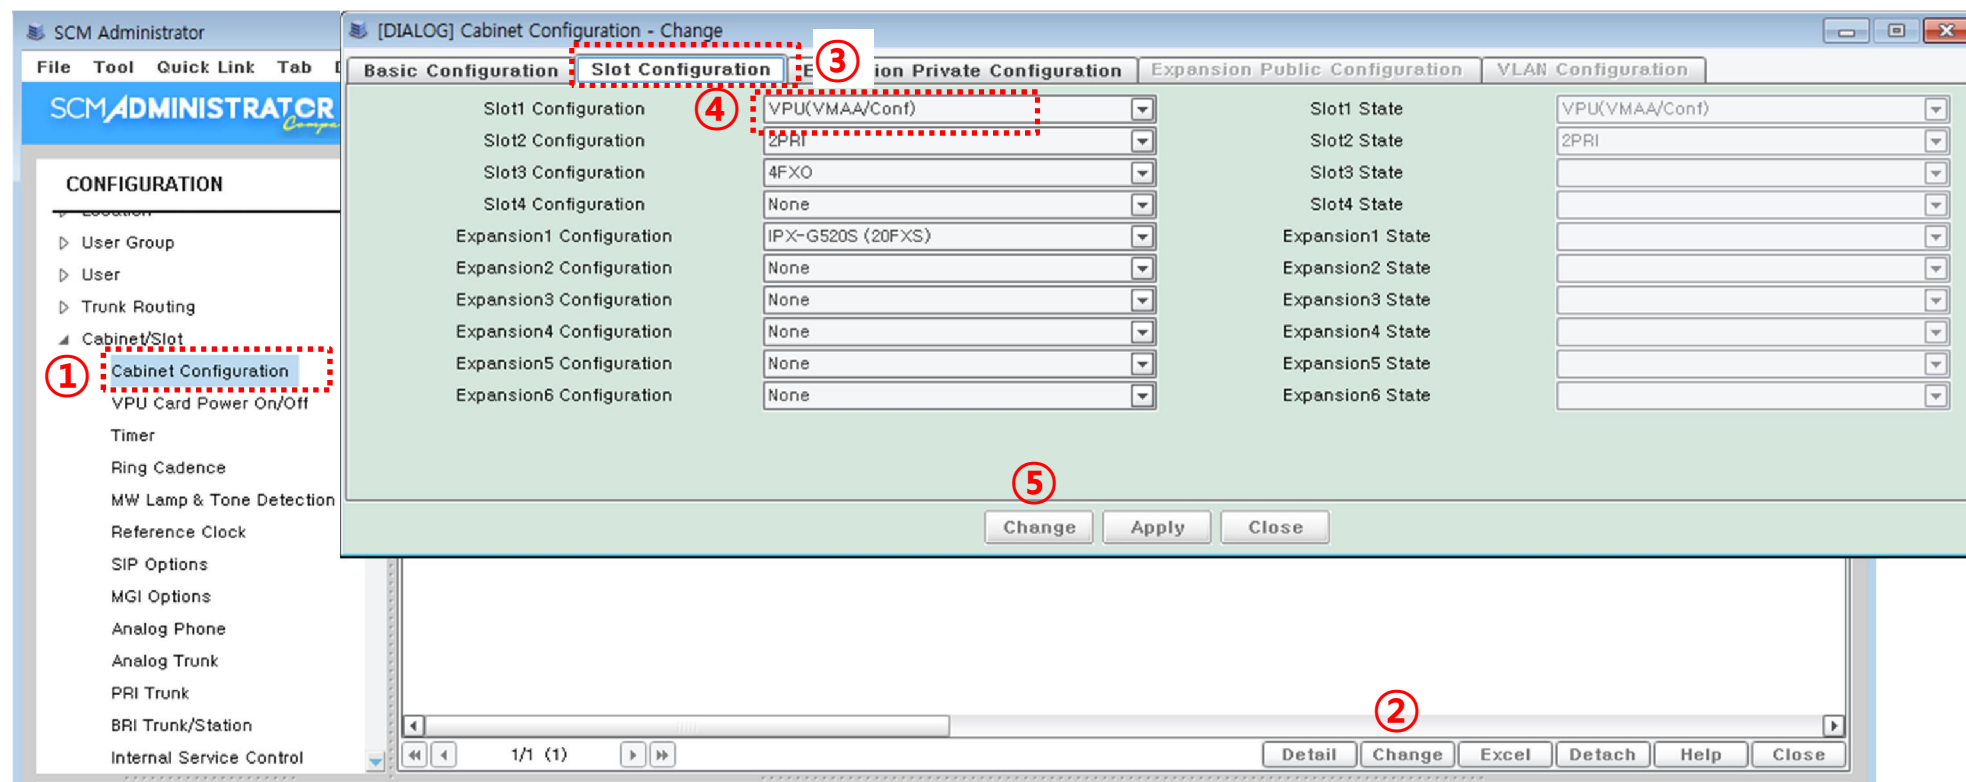 SCM Administrator
File Tool Quick Link Tab
SCM ADMINISTRATOR
CONFIGURATION
Location
User Group
User
Trunk Routing
Cabinet/Slot
① Cabinet Configuration
VPU Card Power On/Off
Timer
Ring Cadence
MW Lamp & Tone Detection
Reference Clock
SIP Options
MGI Options
Analog Phone
Analog Trunk
PRI Trunk
BRI Trunk/Station
Internal Service Control
[DIALOG] Cabinet Configuration - Change
Basic Configuration Slot Configuration ③ ion Private Configuration Expansion Public Configuration VLAN Configuration
Slot1 Configuration ④ VPU(VMAA/Conf) Slot1 State VPU(VMAA/Conf)
Slot2 Configuration 2PRI Slot2 State 2PRI
Slot3 Configuration 4FXO Slot3 State
Slot4 Configuration None Slot4 State
Expansion1 Configuration IPX-G520S (20FXS) Expansion1 State
Expansion2 Configuration None Expansion2 State
Expansion3 Configuration None Expansion3 State
Expansion4 Configuration None Expansion4 State
Expansion5 Configuration None Expansion5 State
Expansion6 Configuration None Expansion6 State
⑤
Change Apply Close
②
1/1 (1) Detail Change Excel Detach Help Close